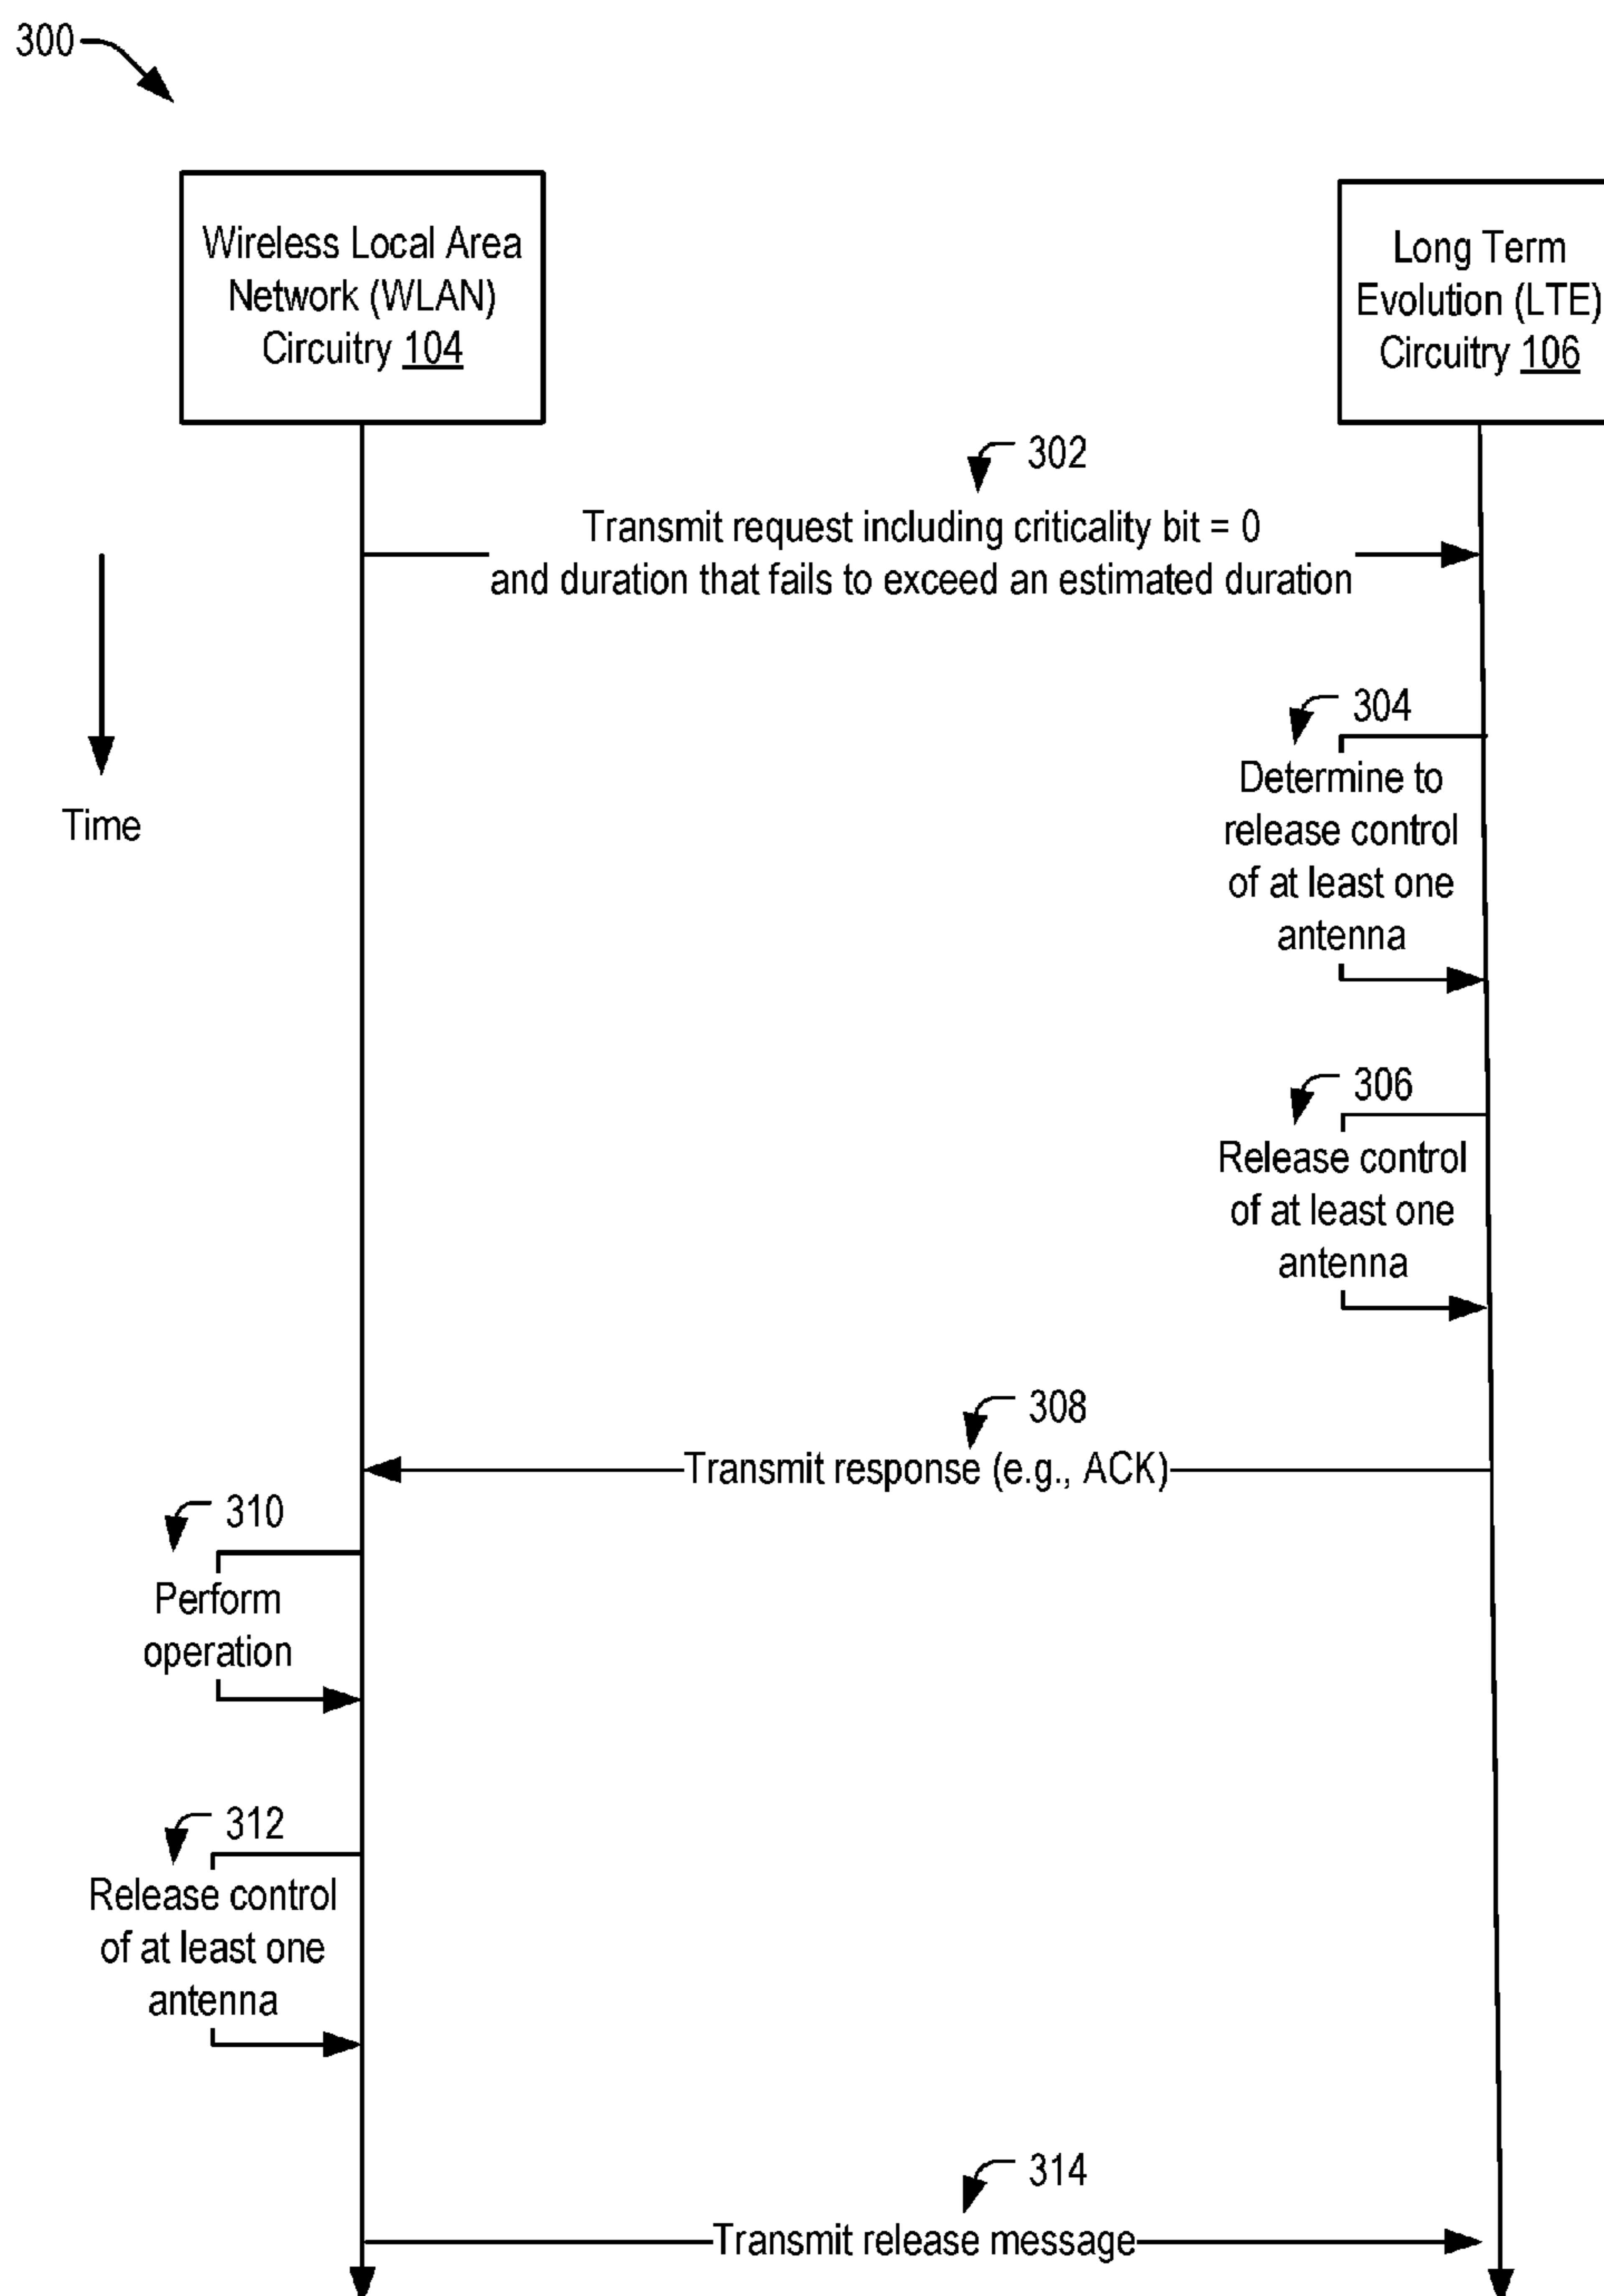 300
Wireless Local Area
Network (WLAN)
Circuitry 104
Long Term
Evolution (LTE)
Circuitry 106
302
Transmit request including criticality bit = 0
and duration that fails to exceed an estimated duration
Time
304
Determine to
release control
of at least one
antenna
306
Release control
of at least one
antenna
308
Transmit response (e.g., ACK)
310
Perform
operation
312
Release control
of at least one
antenna
314
Transmit release message